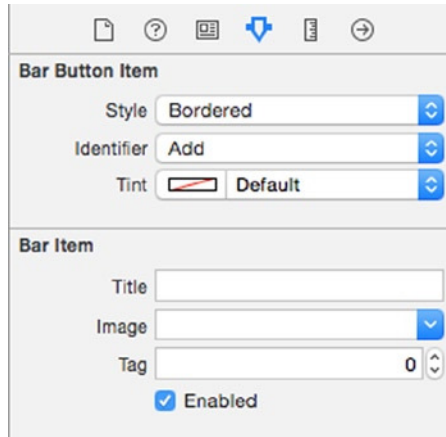 Bar Button Item
Style Bordered
Identifier Add
Tint Default
Bar Item
Title
Image
Tag 0
Enabled